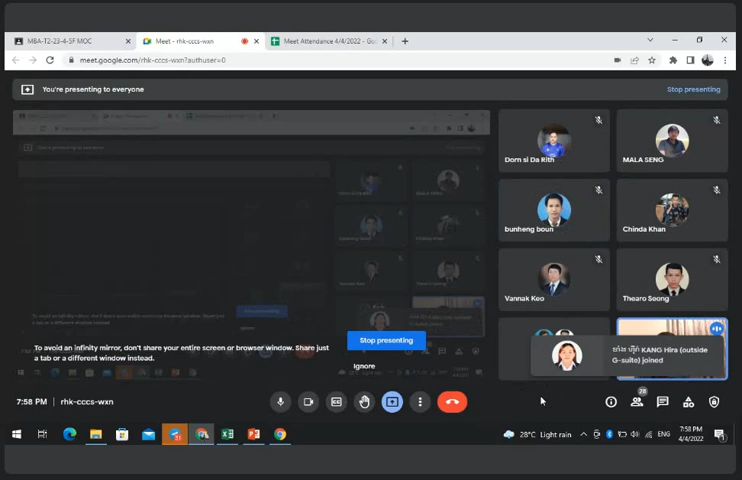 MBA-T2-23-4-5F MOC
Meet - rhk-cccs-wxn
Meet Attendance 4/4/2022 - Go
meet.google.com/rhk-cccs-wxn?authuser=0
You're presenting to everyone
Stop presenting
Dorn si Da Rith
MALA SENG
bunheng boun
Chinda Khan
Vannak Keo
Thearo Seong
To avoid an infinity mirror, don't share your entire screen or browser window. Share just
a tab or a different window instead.
Stop presenting
Ignore
KANG Hira (outside
G-suite) joined
7:58 PM
rhk-cccs-wxn
28
28°C Light rain
ENG
7:58 PM
4/4/2022